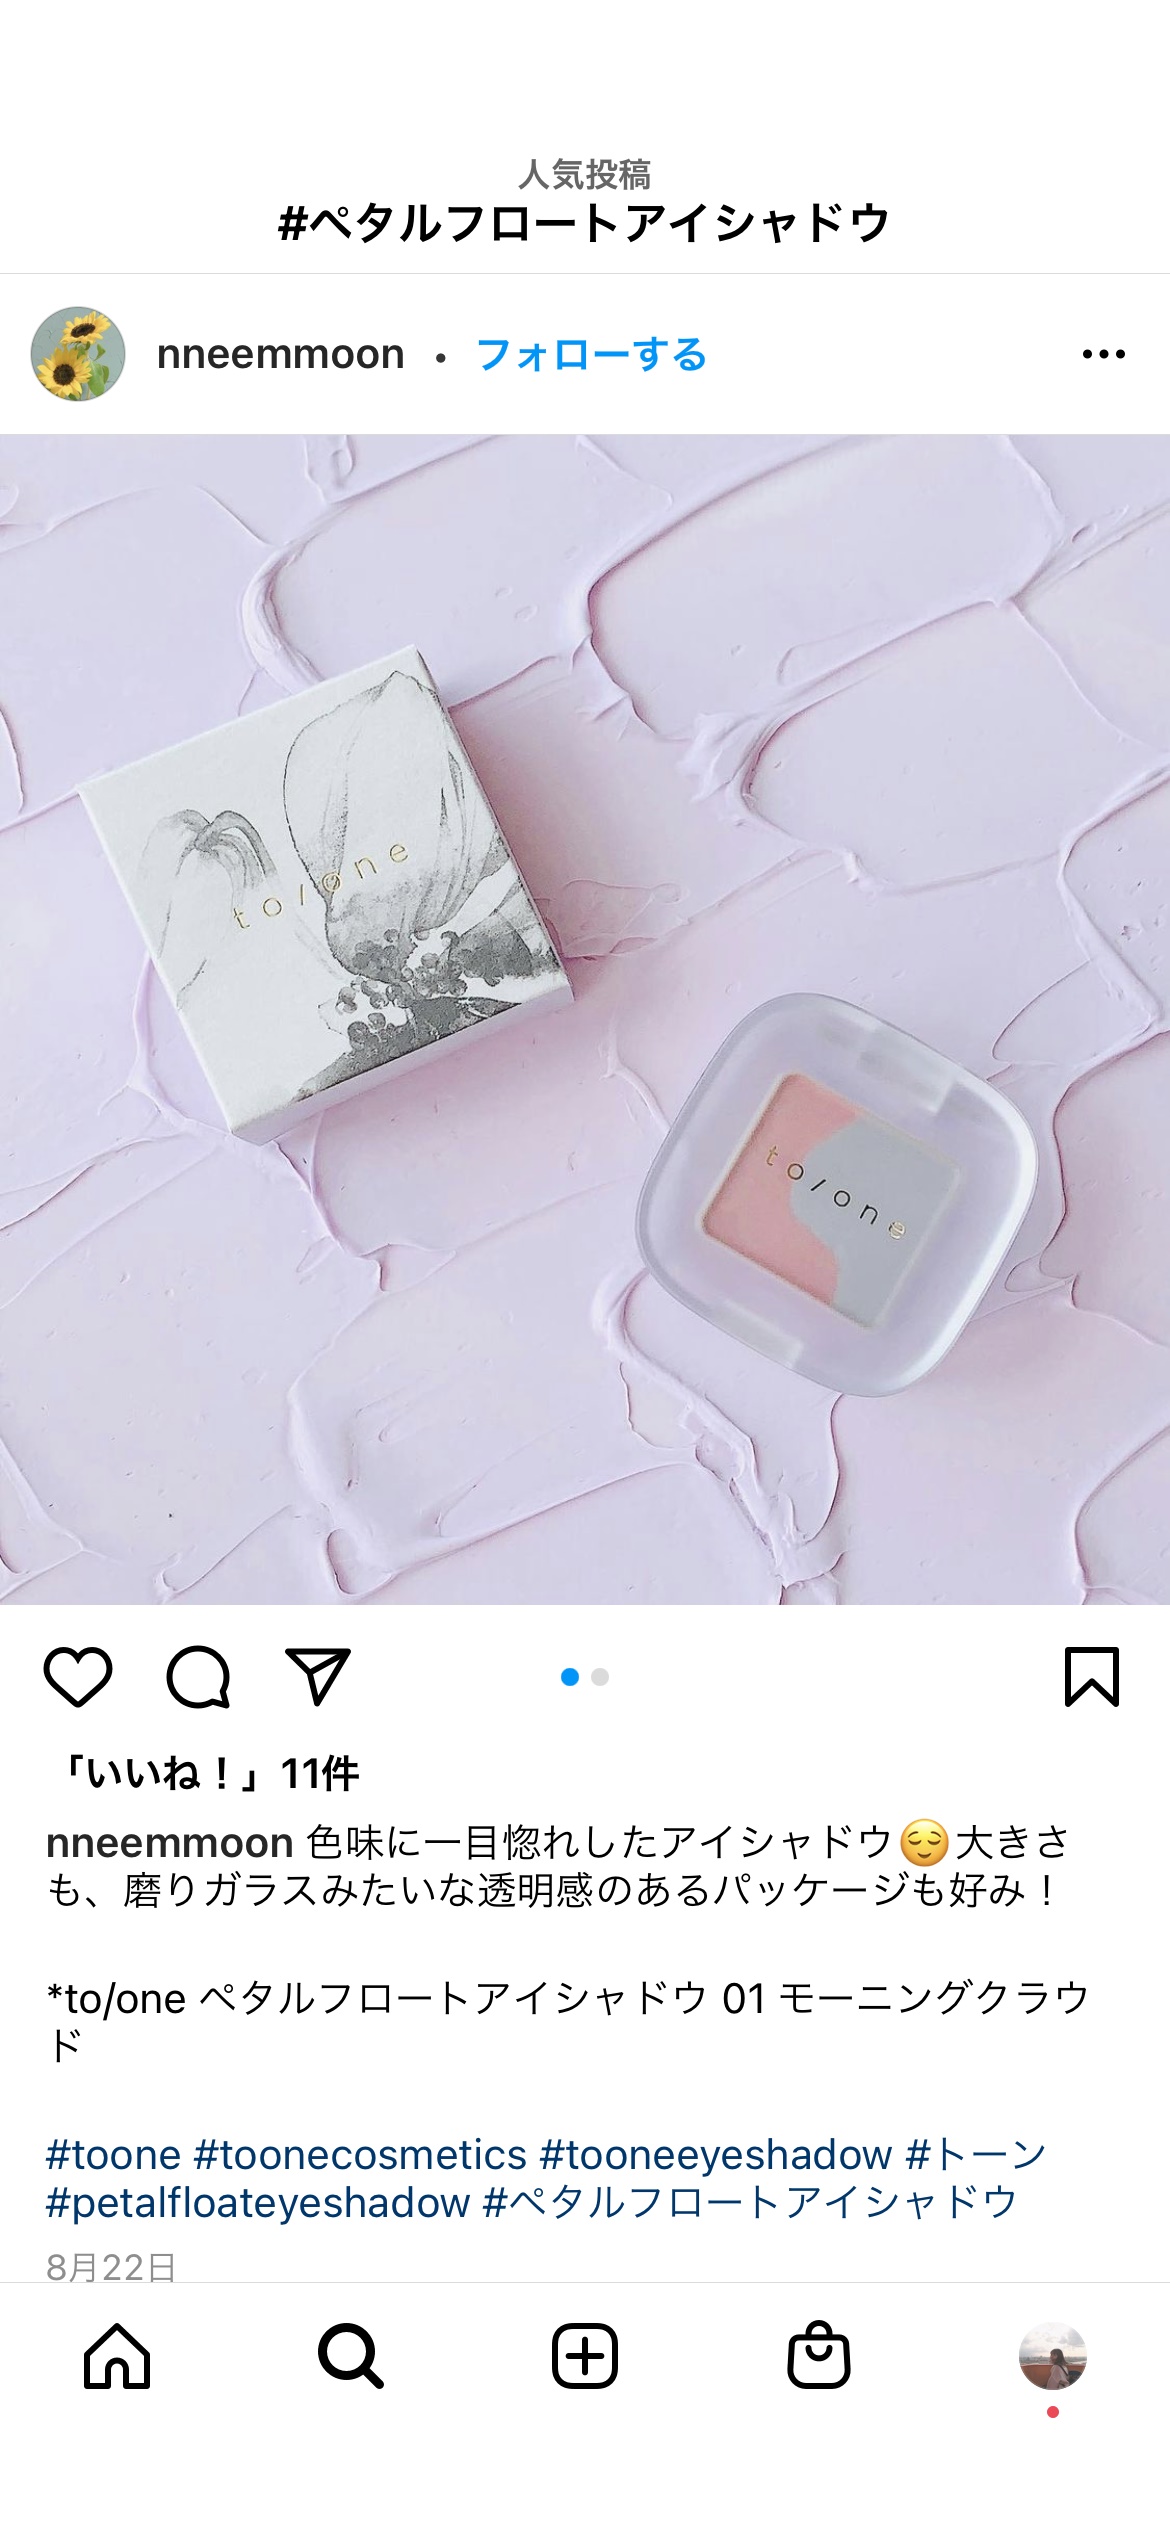 人気投稿
#ペタルフロートアイシャドウ
nneemmoon • フォローする
to/one
to/one
「いいね！」11件
nneemmoon 色味に一目惚れしたアイシャドウ😌大きさ
も、磨りガラスみたいな透明感のあるパッケージも好み！
*to/one ペタルフロートアイシャドウ 01 モーニングクラウ
ド
#toone #toonecosmetics #tooneeyeshadow #トーン
#petalfloateyeshadow #ペタルフロートアイシャドウ
8月22日